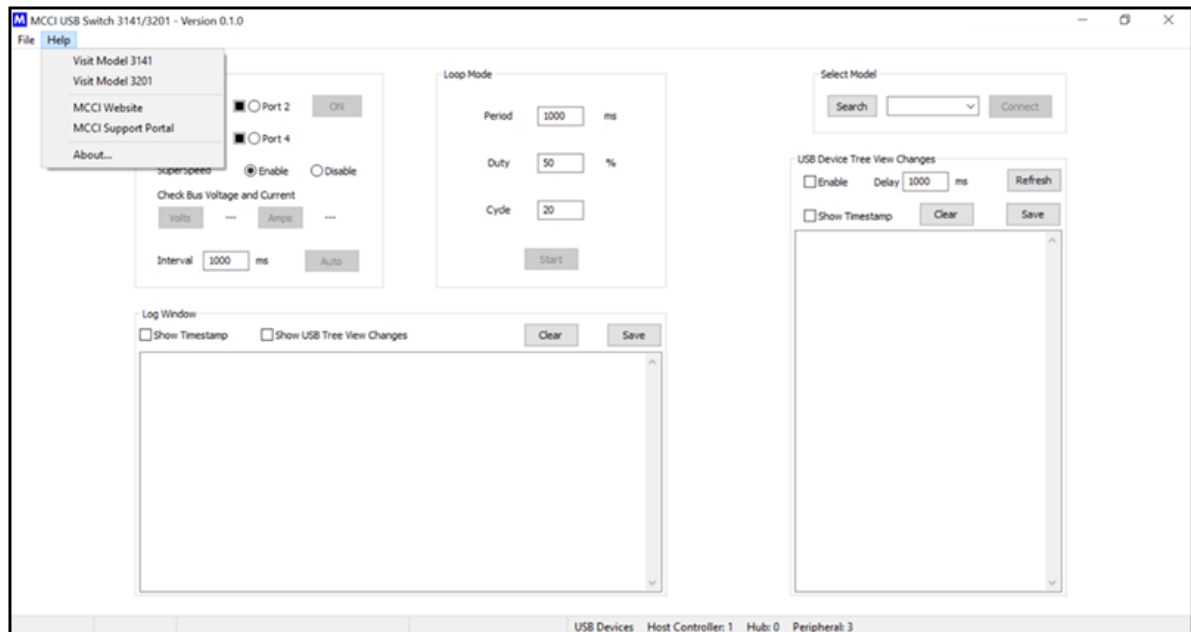 M MCCI USB Switch 3141/3201 - Version 0.1.0
File Help
Visit Model 3141
Visit Model 3201
MCCI Website
MCCI Support Portal
About...
Port 2 ON
Port 4
SuperSpeed Enable Disable
Check Bus Voltage and Current
Volts --- Amps ---
Interval 1000 ms Auto
Loop Mode
Period 1000 ms
Duty 50 %
Cycle 20
Start
Select Model
Search Connect
USB Device Tree View Changes
Enable Delay 1000 ms Refresh
Show Timestamp Clear Save
Log Window
Show Timestamp Show USB Tree View Changes Clear Save
USB Devices Host Controller: 1 Hub: 0 Peripheral: 3